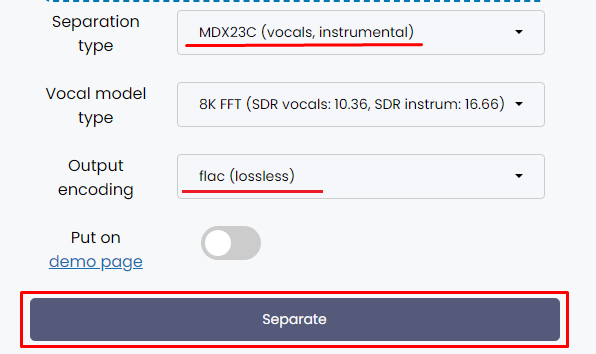 Separation
type
MDX23C (vocals, instrumental)
Vocal model
type
8K FFT (SDR vocals: 10.36, SDR instrum: 16.66)
Output
encoding
flac (lossless)
Put on
demo page
Separate